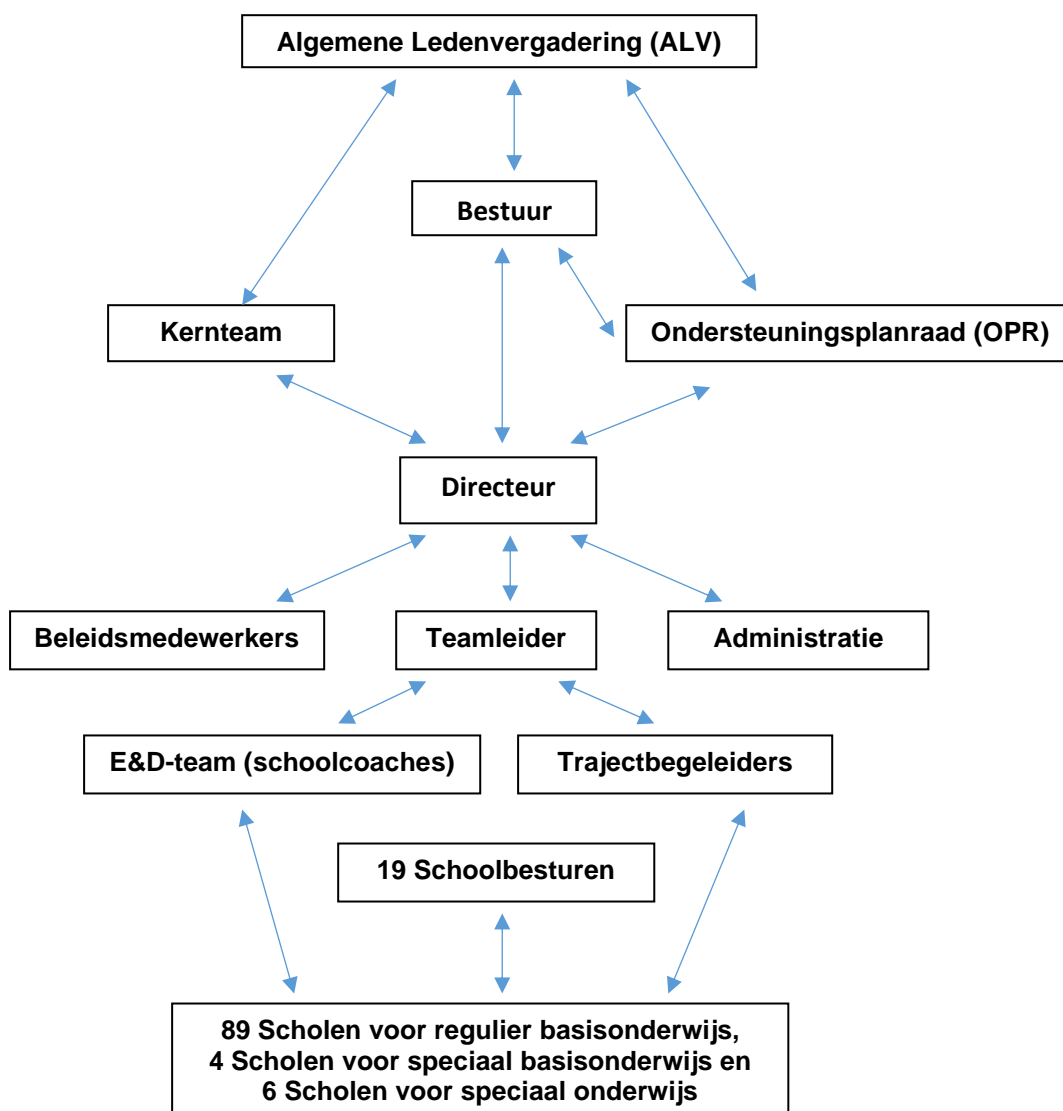 Algemene Ledenvergadering (ALV)
Bestuur
Kernteam
Ondersteuningsplanraad (OPR)
Directeur
Beleidsmedewerkers
Teamleider
Administratie
E&D-team (schoolcoaches)
Trajectbegeleiders
19 Schoolbesturen
89 Scholen voor regulier basisonderwijs,
4 Scholen voor speciaal basisonderwijs en
6 Scholen voor speciaal onderwijs